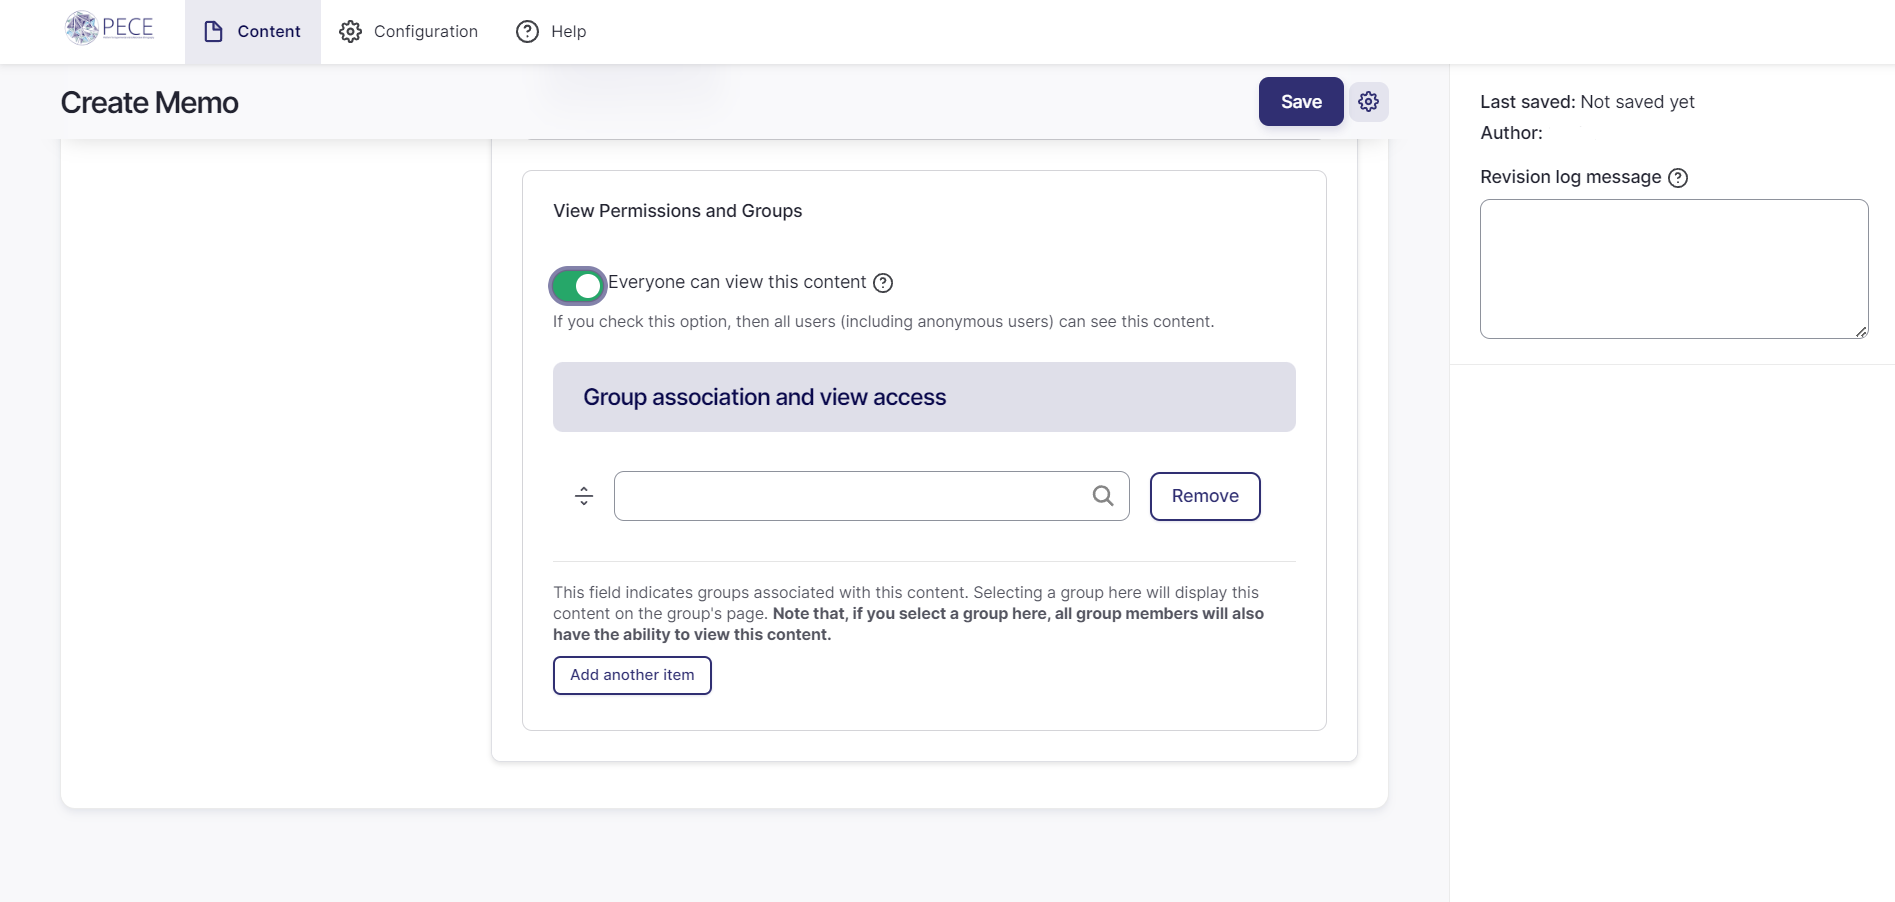 PECE
Content
Configuration
Help
Create Memo
Save
Last saved: Not saved yet
Author:
Revision log message
View Permissions and Groups
Everyone can view this content
If you check this option, then all users (including anonymous users) can see this content.
Group association and view access
Remove
This field indicates groups associated with this content. Selecting a group here will display this
content on the group's page. Note that, if you select a group here, all group members will also
have the ability to view this content.
Add another item